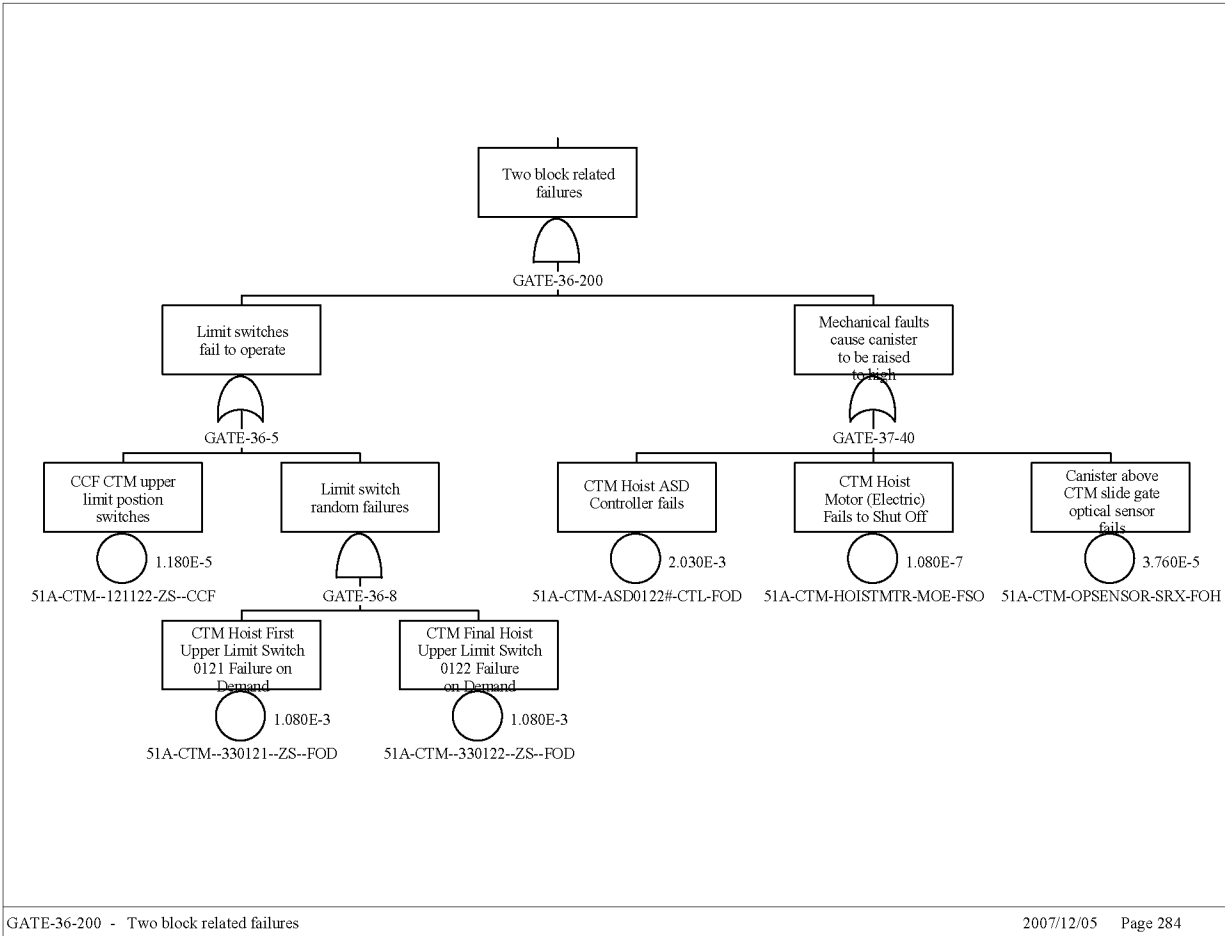 Two block related
failures
GATE-36-200
Limit switches
fail to operate
GATE-36-5
Mechanical faults
cause canister
to be raised
to high
GATE-37-40
CCF CTM upper
limit postion
switches
1.180E-5
51A-CTM--121122-ZS--CCF
Limit switch
random failures
GATE-36-8
CTM Hoist ASD
Controller fails
2.030E-3
51A-CTM-ASD0122#-CTL-FOD
CTM Hoist
Motor (Electric)
Fails to Shut Off
1.080E-7
51A-CTM-HOISTMTR-MOE-FSO
Canister above
CTM slide gate
optical sensor
fails
3.760E-5
51A-CTM-OPSENSOR-SRX-FOH
CTM Hoist First
Upper Limit Switch
0121 Failure on
Demand
1.080E-3
51A-CTM--330121--ZS--FOD
CTM Final Hoist
Upper Limit Switch
0122 Failure
on Demand
1.080E-3
51A-CTM--330122--ZS--FOD
GATE-36-200 - Two block related failures
2007/12/05 Page 284